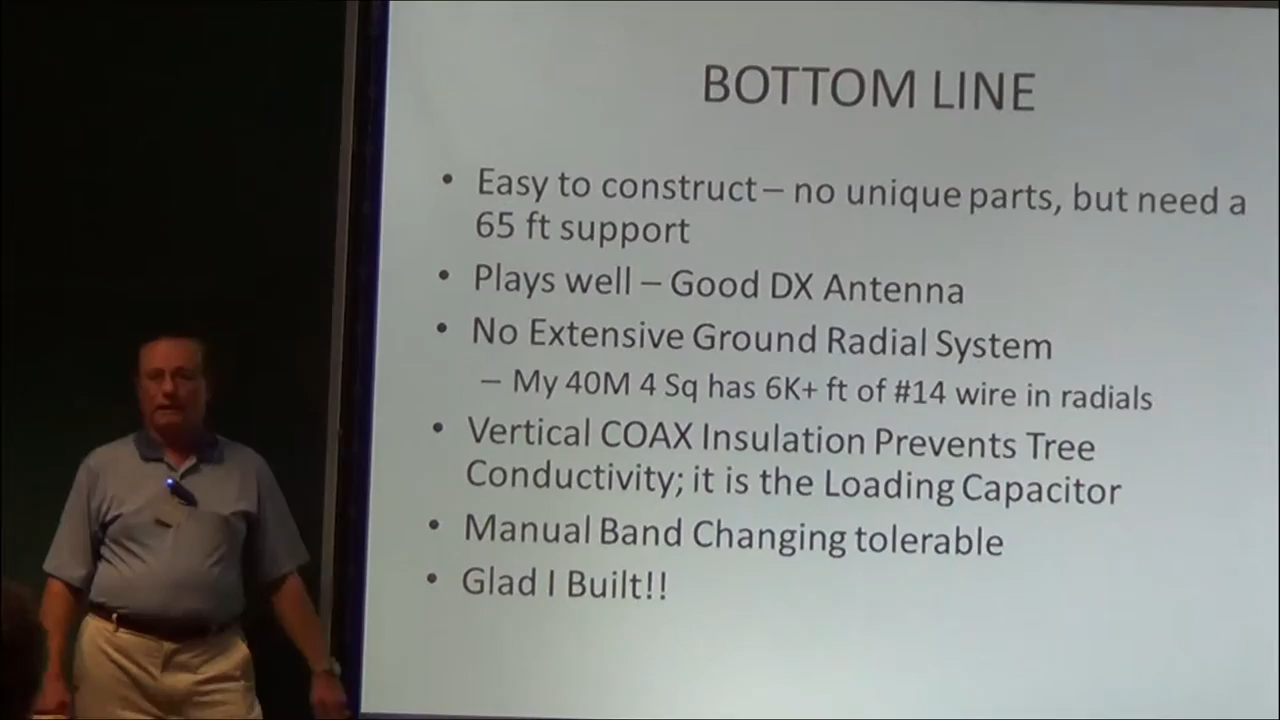 BOTTOM LINE
• Easy to construct – no unique parts, but need a
65 ft support
• Plays well – Good DX Antenna
• No Extensive Ground Radial System
– My 40M 4 Sq has 6K+ ft of #14 wire in radials
• Vertical COAX Insulation Prevents Tree
Conductivity; it is the Loading Capacitor
• Manual Band Changing tolerable
• Glad I Built!!